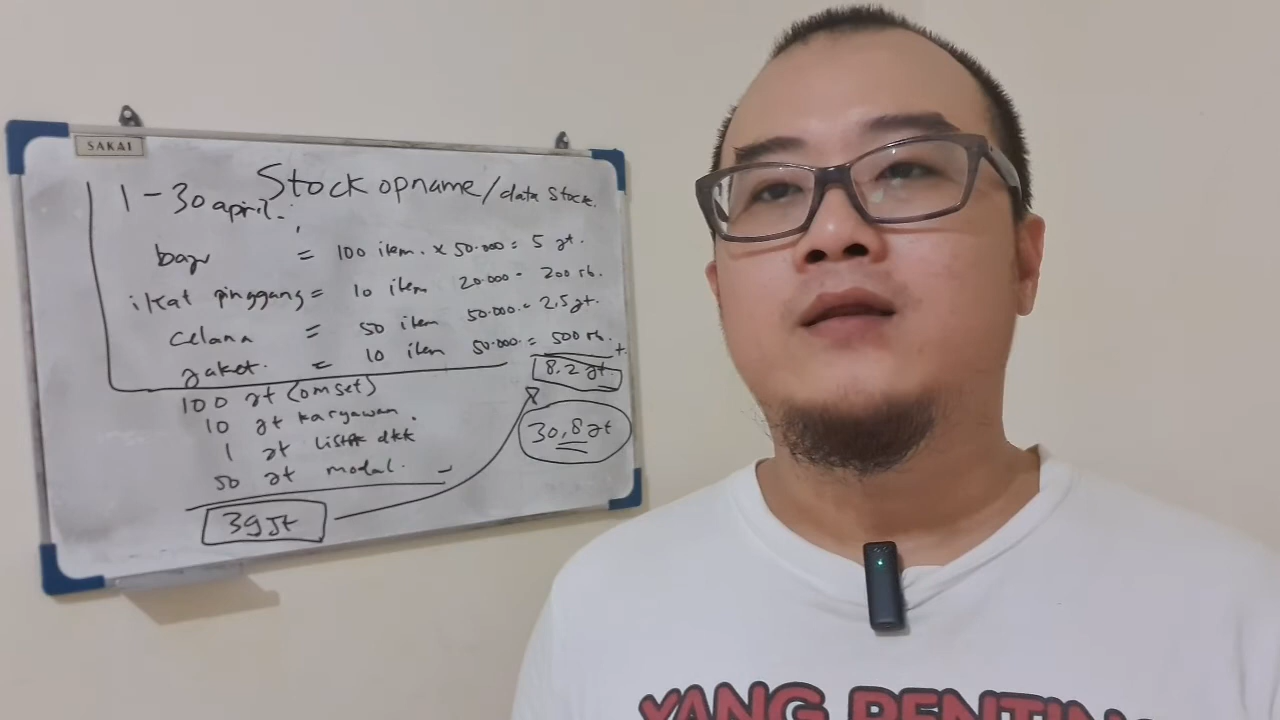 SAKAI
Stock opname/data stock.
1-30 april.
baju = 100 item. x 50.000 = 5 jt.
ikat pinggang = 10 item 20.000 = 200 rb.
celana = 50 item 50.000 = 2,5 jt.
jaket. = 10 item 50.000 = 500 rb. +
8.2 jt
100 jt (omset)
10 jt karyawan.
1 jt listrik dkk
50 jt modal. -
39 jt
30,8 jt
YANG PENTING